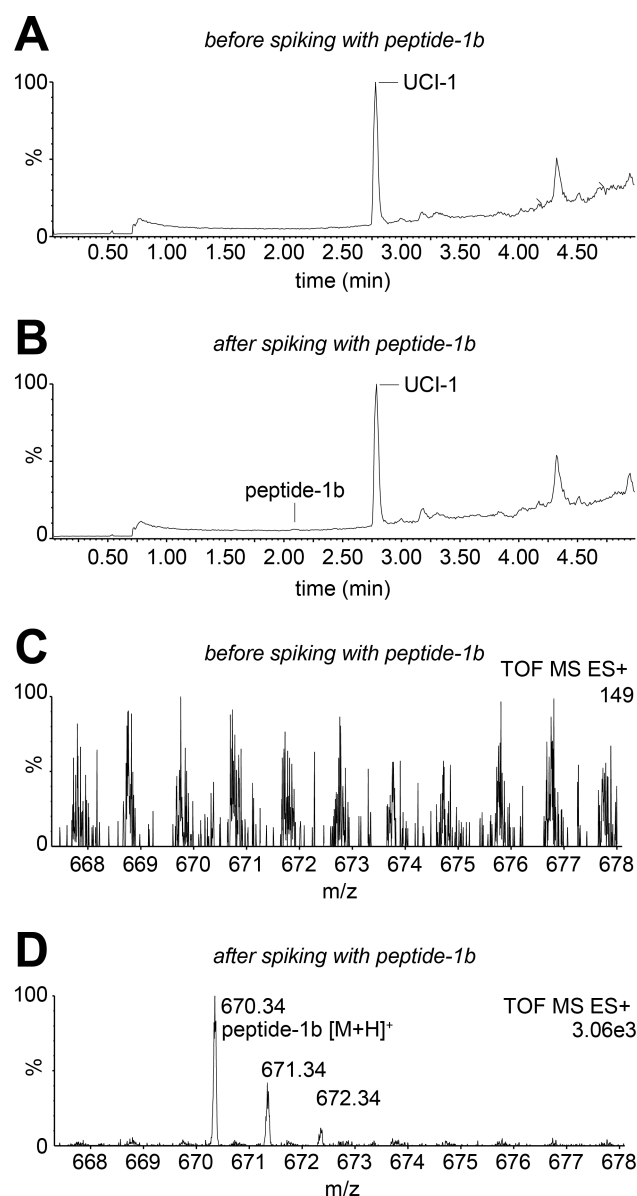 A
before spiking with peptide-1b
100
UCI-1
%
0
0.50 1.00 1.50 2.00 2.50 3.00 3.50 4.00 4.50
time (min)
B
after spiking with peptide-1b
100
UCI-1
%
peptide-1b
0
0.50 1.00 1.50 2.00 2.50 3.00 3.50 4.00 4.50
time (min)
C
before spiking with peptide-1b
TOF MS ES+
100
149
%
0
668 669 670 671 672 673 674 675 676 677 678
m/z
D
after spiking with peptide-1b
100
670.34
TOF MS ES+
peptide-1b [M+H]⁺
3.06e3
671.34
%
672.34
0
668 669 670 671 672 673 674 675 676 677 678
m/z